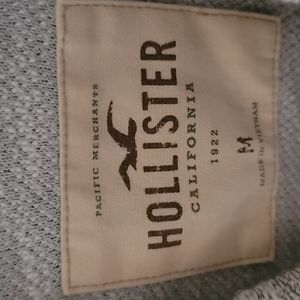 PACIFIC MERCHANTS
HOLLISTER
CALIFORNIA
1922
M
MADE IN VIETNAM